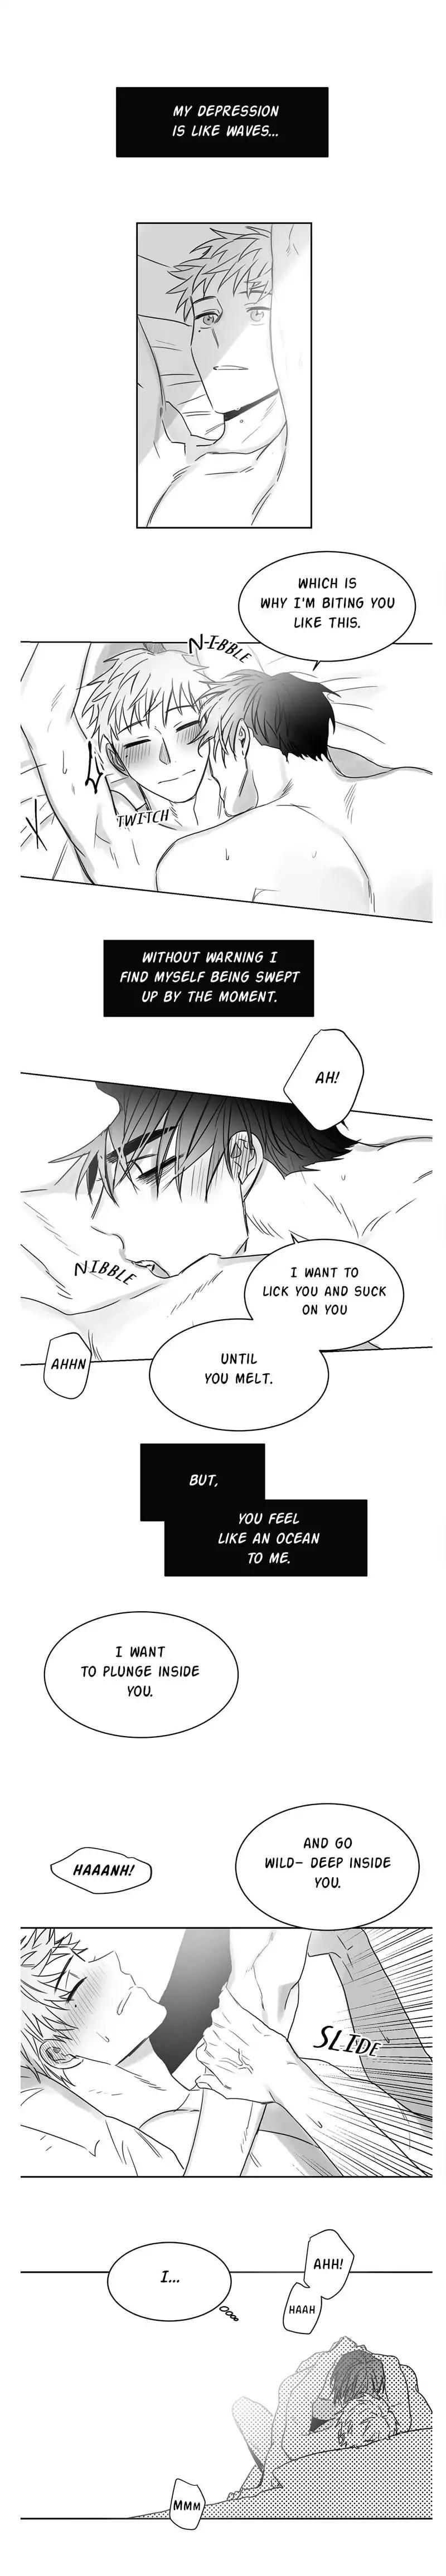 MY DEPRESSION
IS LIKE WAVES...
WHICH IS
WHY I'M BITING YOU
LIKE THIS.
NIBBLE
TWITCH
WITHOUT WARNING I
FIND MYSELF BEING SWEPT
UP BY THE MOMENT.
AH!
NIBBLE
I WANT TO
LICK YOU AND SUCK
ON YOU
AHHN
UNTIL
YOU MELT.
BUT,
YOU FEEL
LIKE AN OCEAN
TO ME.
I WANT
TO PLUNGE INSIDE
YOU.
AND GO
WILD- DEEP INSIDE
YOU.
HAAANH!
SLIDE
I...
AHH!
HAAH
MMM